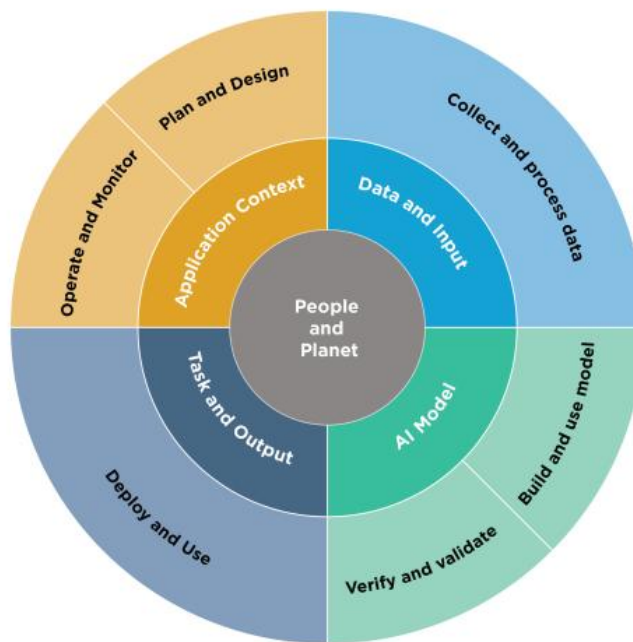 Plan and Design
Collect and process data
Operate and Monitor
Application Context
Data and Input
People
and
Planet
Task and Output
AI Model
Build and use model
Deploy and Use
Verify and validate